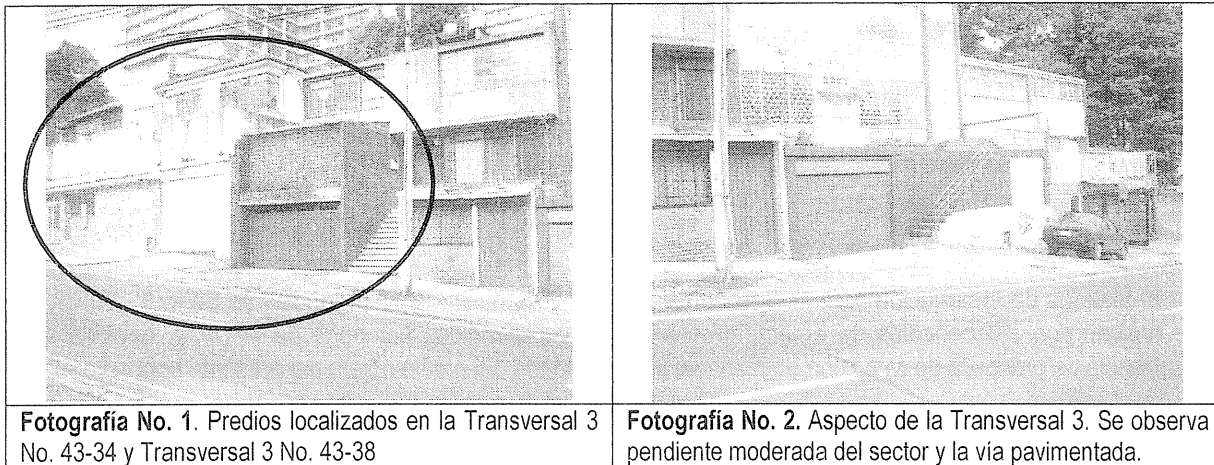 Fotografía No. 1. Predios localizados en la Transversal 3
No. 43-34 y Transversal 3 No. 43-38
Fotografía No. 2. Aspecto de la Transversal 3. Se observa
pendiente moderada del sector y la vía pavimentada.